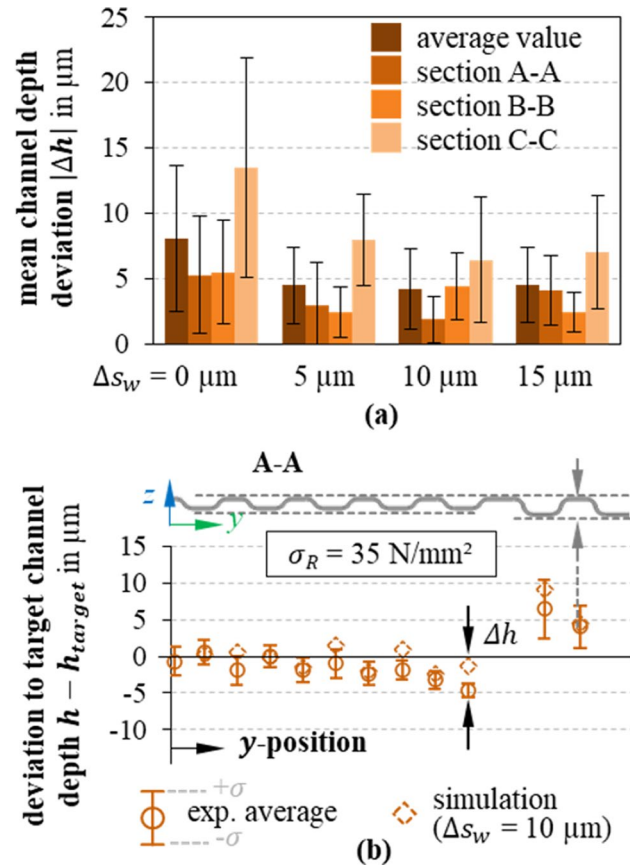 mean channel depth
deviation |Δh| in µm
25
20
15
10
5
0
average value
section A-A
section B-B
section C-C
Δs_w = 0 µm 5 µm 10 µm 15 µm
(a)
A-A
z
y
σ_R = 35 N/mm²
deviation to target channel
depth h − h_target in µm
15
10
5
0
-5
-10
Δh
y-position
+σ
exp. average
-σ
simulation
(Δs_w = 10 µm)
(b)